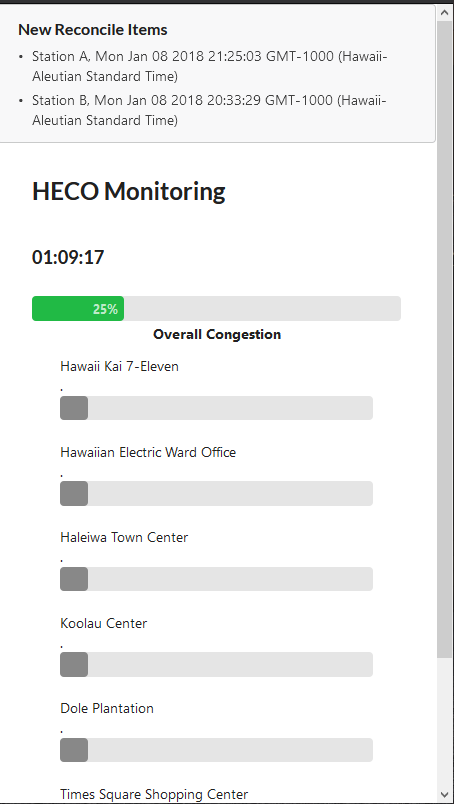 New Reconcile Items
• Station A, Mon Jan 08 2018 21:25:03 GMT-1000 (Hawaii-
Aleutian Standard Time)
• Station B, Mon Jan 08 2018 20:33:29 GMT-1000 (Hawaii-
Aleutian Standard Time)
HECO Monitoring
01:09:17
25%
Overall Congestion
Hawaii Kai 7-Eleven
.
Hawaiian Electric Ward Office
.
Haleiwa Town Center
.
Koolau Center
.
Dole Plantation
.
Times Square Shopping Center